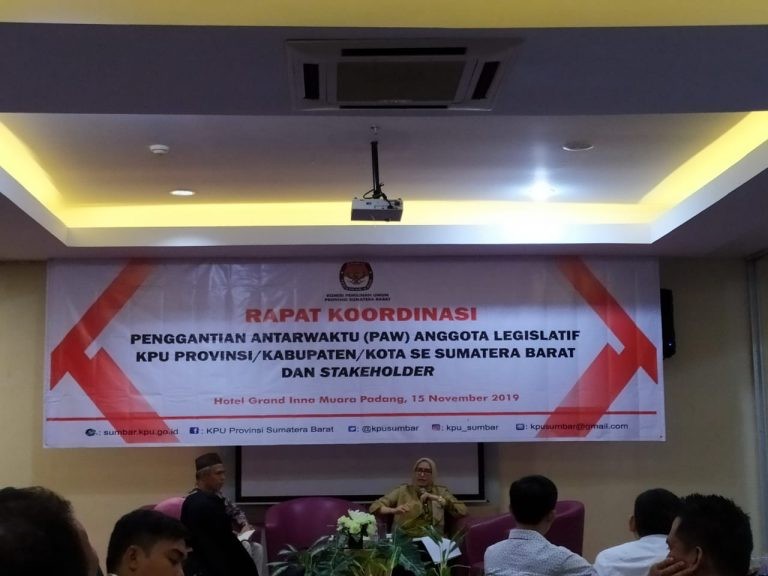 KOMISI PEMILIHAN UMUM
PROVINSI SUMATERA BARAT
RAPAT KOORDINASI
PENGGANTIAN ANTARWAKTU (PAW) ANGGOTA LEGISLATIF
KPU PROVINSI/KABUPATEN/KOTA SE SUMATERA BARAT
DAN STAKEHOLDER
Hotel Grand Inna Muara Padang, 15 November 2019
: sumbar.kpu.go.id : KPU Provinsi Sumatera Barat : @kpusumbar : kpu_sumbar : kpusumbar@gmail.com